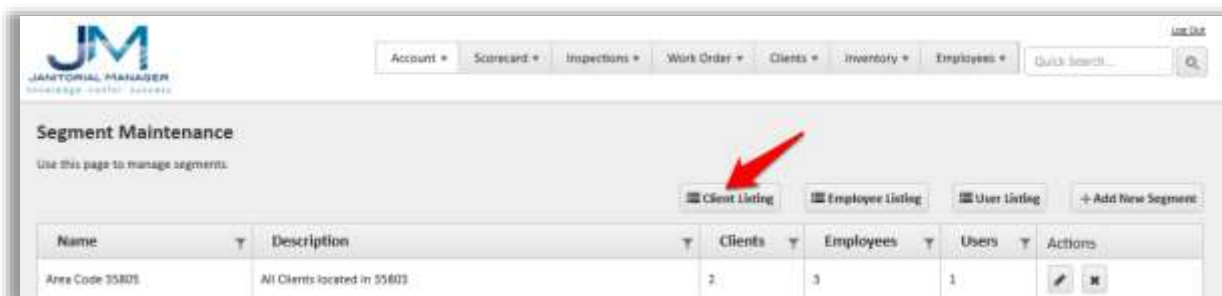 Log Out
JM
JANITORIAL MANAGER
Account Scorecard Inspections Work Order Clients Inventory Employees Quick Search...
Segment Maintenance
Use this page to manage segments.
Client Listing Employee Listing User Listing + Add New Segment
Name Description Clients Employees Users Actions
Area Code 55805 All Clients located in 55803 2 3 1